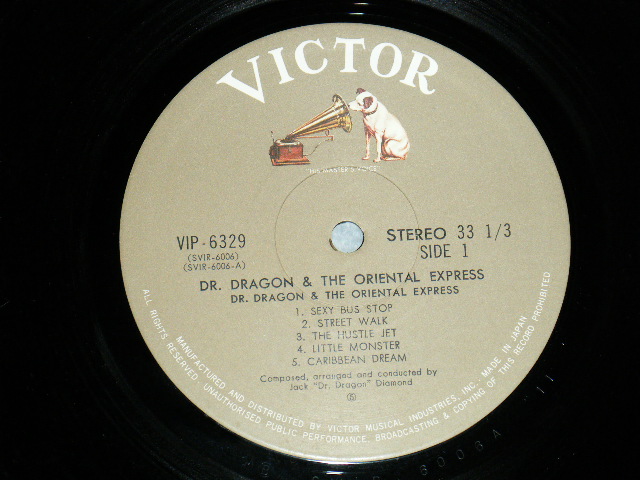 VICTOR
"HIS MASTER'S VOICE"
VIP-6329
(SVIR-6006)
(SVIR-6006-A)
STEREO 33 1/3
SIDE 1
DR. DRAGON & THE ORIENTAL EXPRESS
DR. DRAGON & THE ORIENTAL EXPRESS
1. SEXY BUS STOP
2. STREET WALK
3. THE HUSTLE JET
4. LITTLE MONSTER
5. CARIBBEAN DREAM
Composed, arranged and conducted by
Jack "Dr. Dragon" Diamond
MANUFACTURED AND DISTRIBUTED BY VICTOR MUSICAL INDUSTRIES, INC. MADE IN JAPAN
ALL RIGHTS RESERVED. UNAUTHORISED PUBLIC PERFORMANCE, BROADCASTING & COPYING OF THIS RECORD PROHIBITED